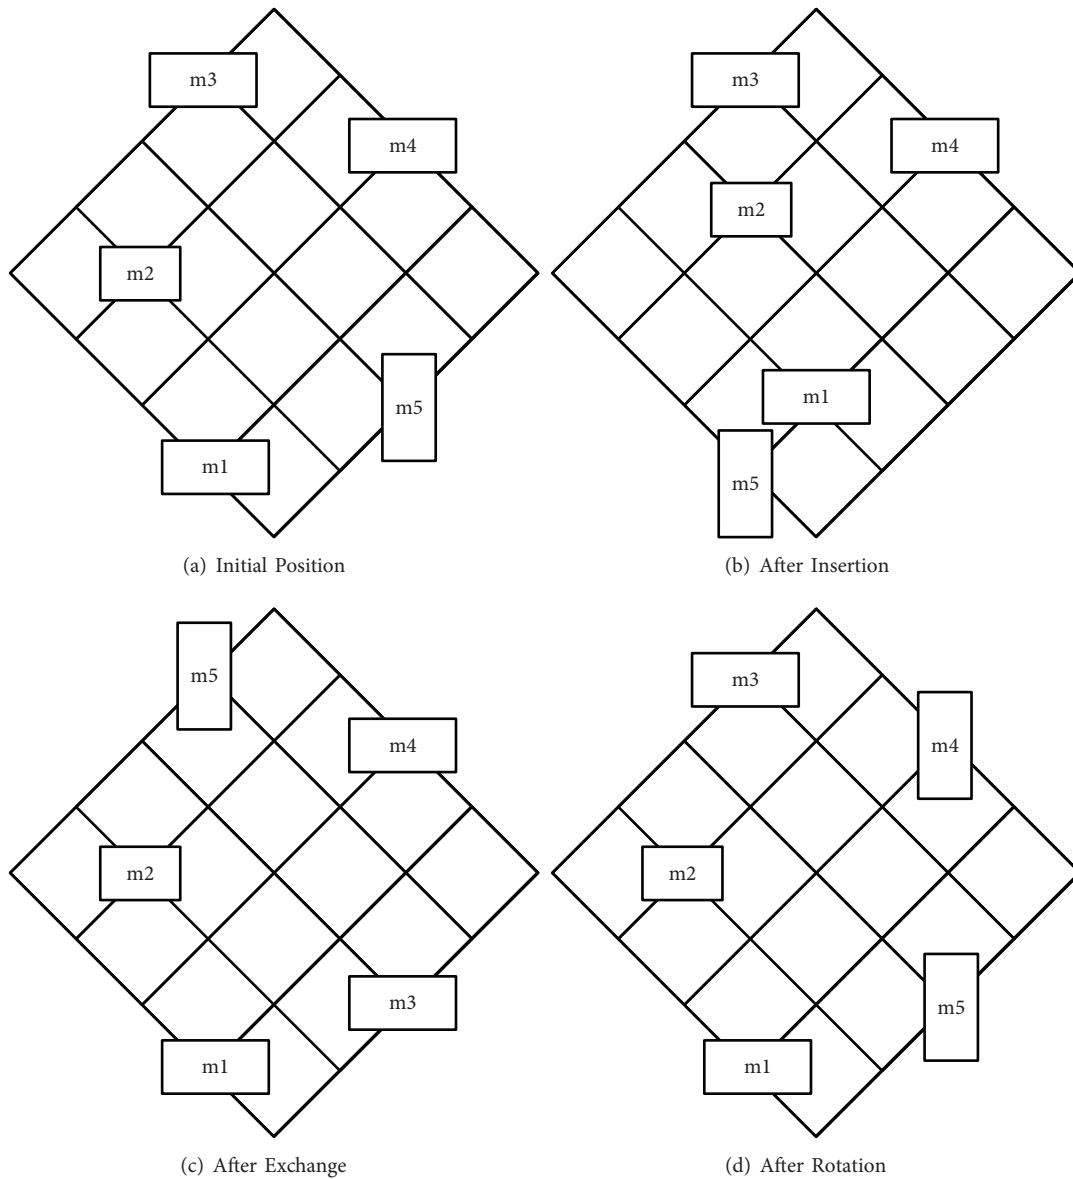 m3
m4
m2
m5
m1
(a) Initial Position
m3
m4
m2
m1
m5
(b) After Insertion
m5
m4
m2
m3
m1
(c) After Exchange
m3
m4
m2
m5
m1
(d) After Rotation